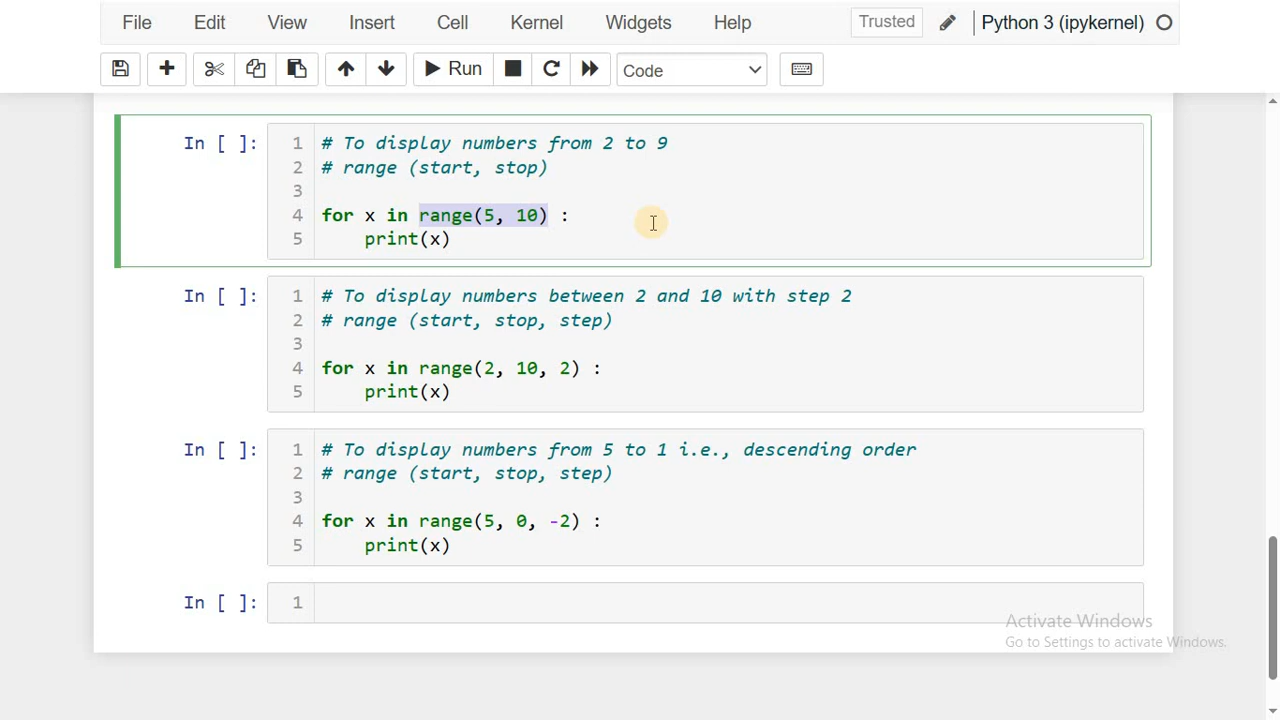 File Edit View Insert Cell Kernel Widgets Help Trusted Python 3 (ipykernel)
Run Code
In [ ]: 1 # To display numbers from 2 to 9
2 # range (start, stop)
3
4 for x in range(5, 10) :
5 print(x)
In [ ]: 1 # To display numbers between 2 and 10 with step 2
2 # range (start, stop, step)
3
4 for x in range(2, 10, 2) :
5 print(x)
In [ ]: 1 # To display numbers from 5 to 1 i.e., descending order
2 # range (start, stop, step)
3
4 for x in range(5, 0, -2) :
5 print(x)
In [ ]: 1
Activate Windows
Go to Settings to activate Windows.